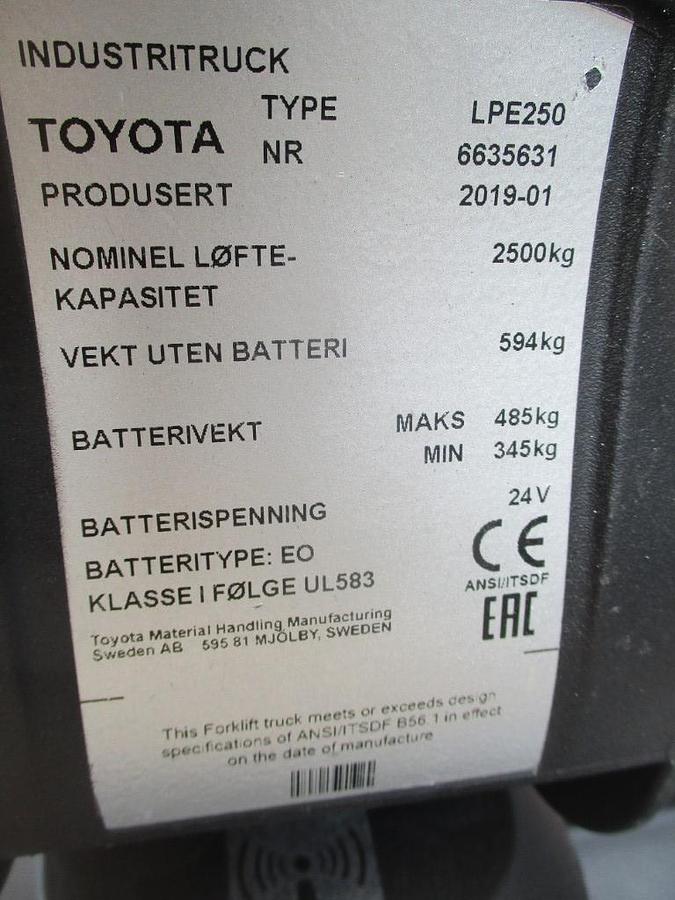 INDUSTRITRUCK
TOYOTA TYPE LPE250
NR 6635631
PRODUSERT 2019-01
NOMINEL LØFTE- 2500kg
KAPASITET
VEKT UTEN BATTERI 594kg
BATTERIVEKT MAKS 485kg
MIN 345kg
BATTERISPENNING 24V
BATTERITYPE: EO
KLASSE I FØLGE UL583
CE
ANSI/ITSDF
EAC
Toyota Material Handling Manufacturing
Sweden AB 595 81 MJÖLBY, SWEDEN
This Forklift truck meets or exceeds design
specifications of ANSI/ITSDF B56.1 in effect
on the date of manufacture